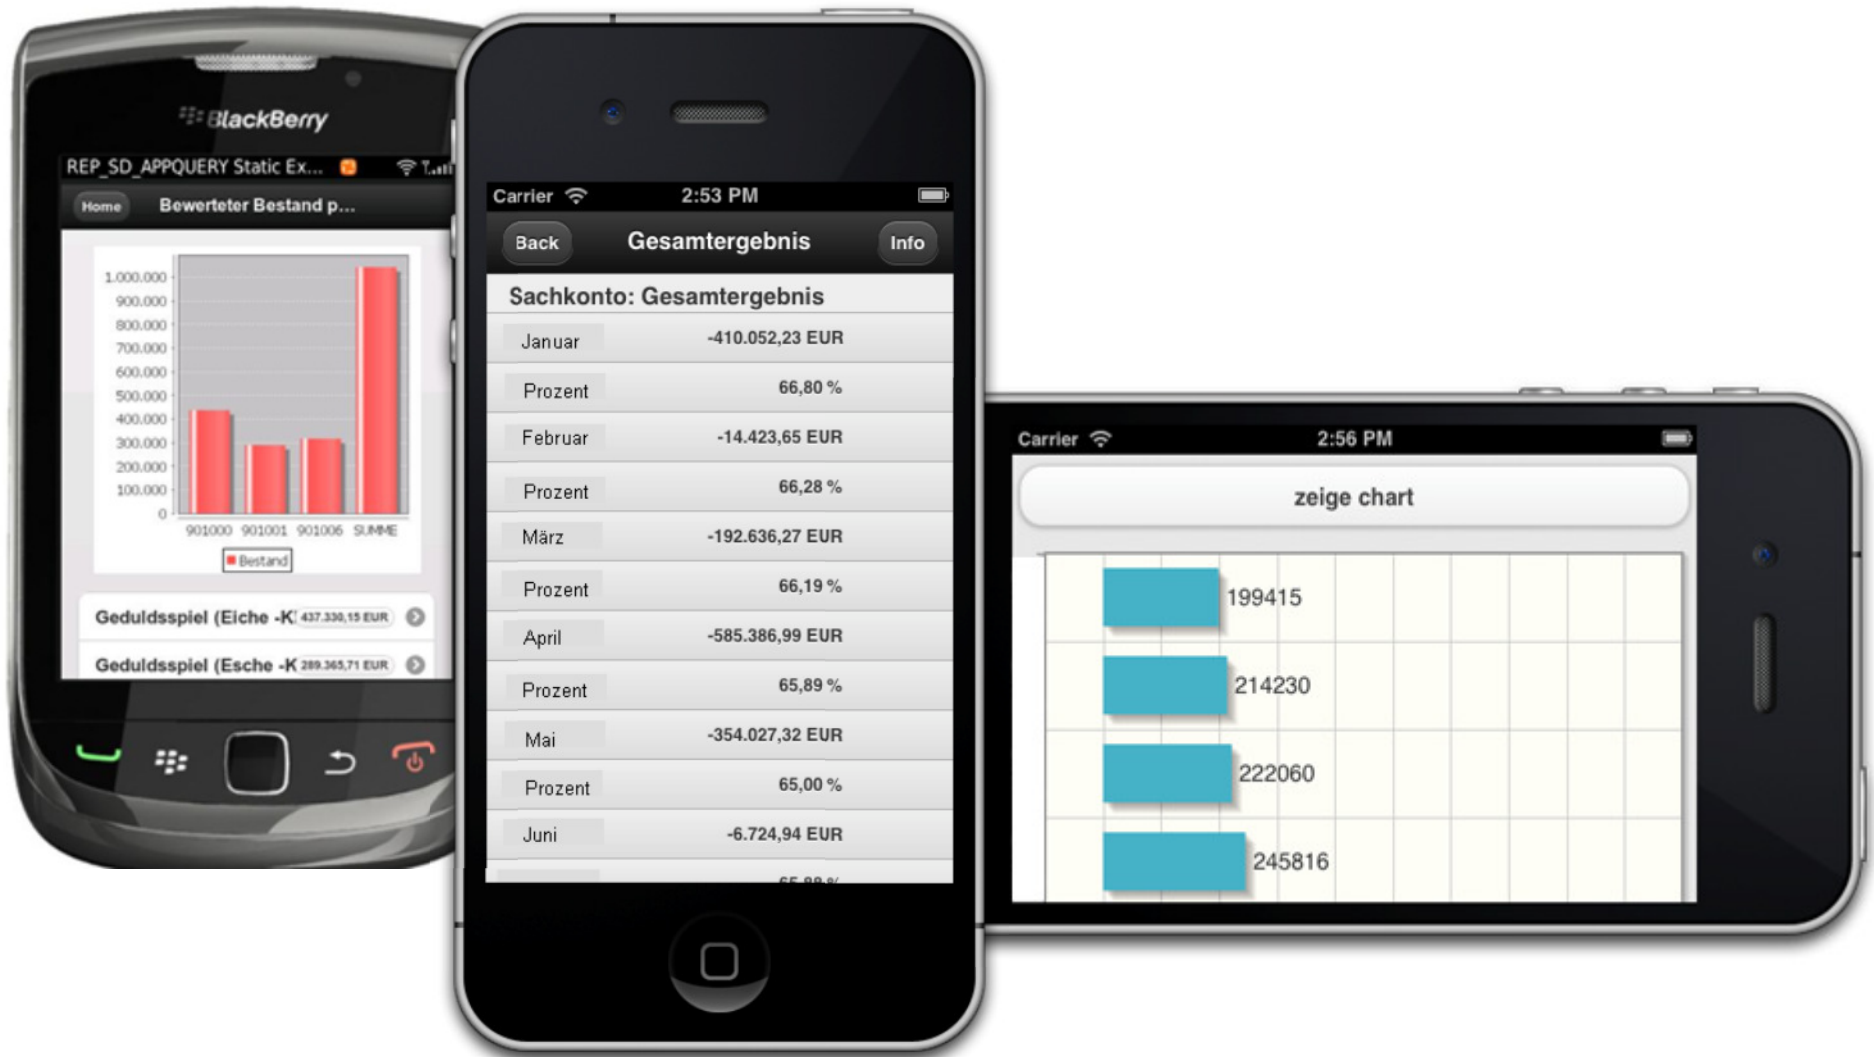 BlackBerry
REP_SD_APPQUERY Static Ex...
Home Bewerteter Bestand p...
1.000.000
900.000
800.000
700.000
600.000
500.000
400.000
300.000
200.000
100.000
0
901000 901001 901006 SUMME
Bestand
Geduldsspiel (Eiche -K 437.330,15 EUR
Geduldsspiel (Esche -K 289.365,71 EUR
Carrier 2:53 PM
Back Gesamtergebnis Info
Sachkonto: Gesamtergebnis
Januar -410.052,23 EUR
Prozent 66,80 %
Februar -14.423,65 EUR
Prozent 66,28 %
März -192.636,27 EUR
Prozent 66,19 %
April -585.386,99 EUR
Prozent 65,89 %
Mai -354.027,32 EUR
Prozent 65,00 %
Juni -6.724,94 EUR
Carrier 2:56 PM
zeige chart
199415
214230
222060
245816